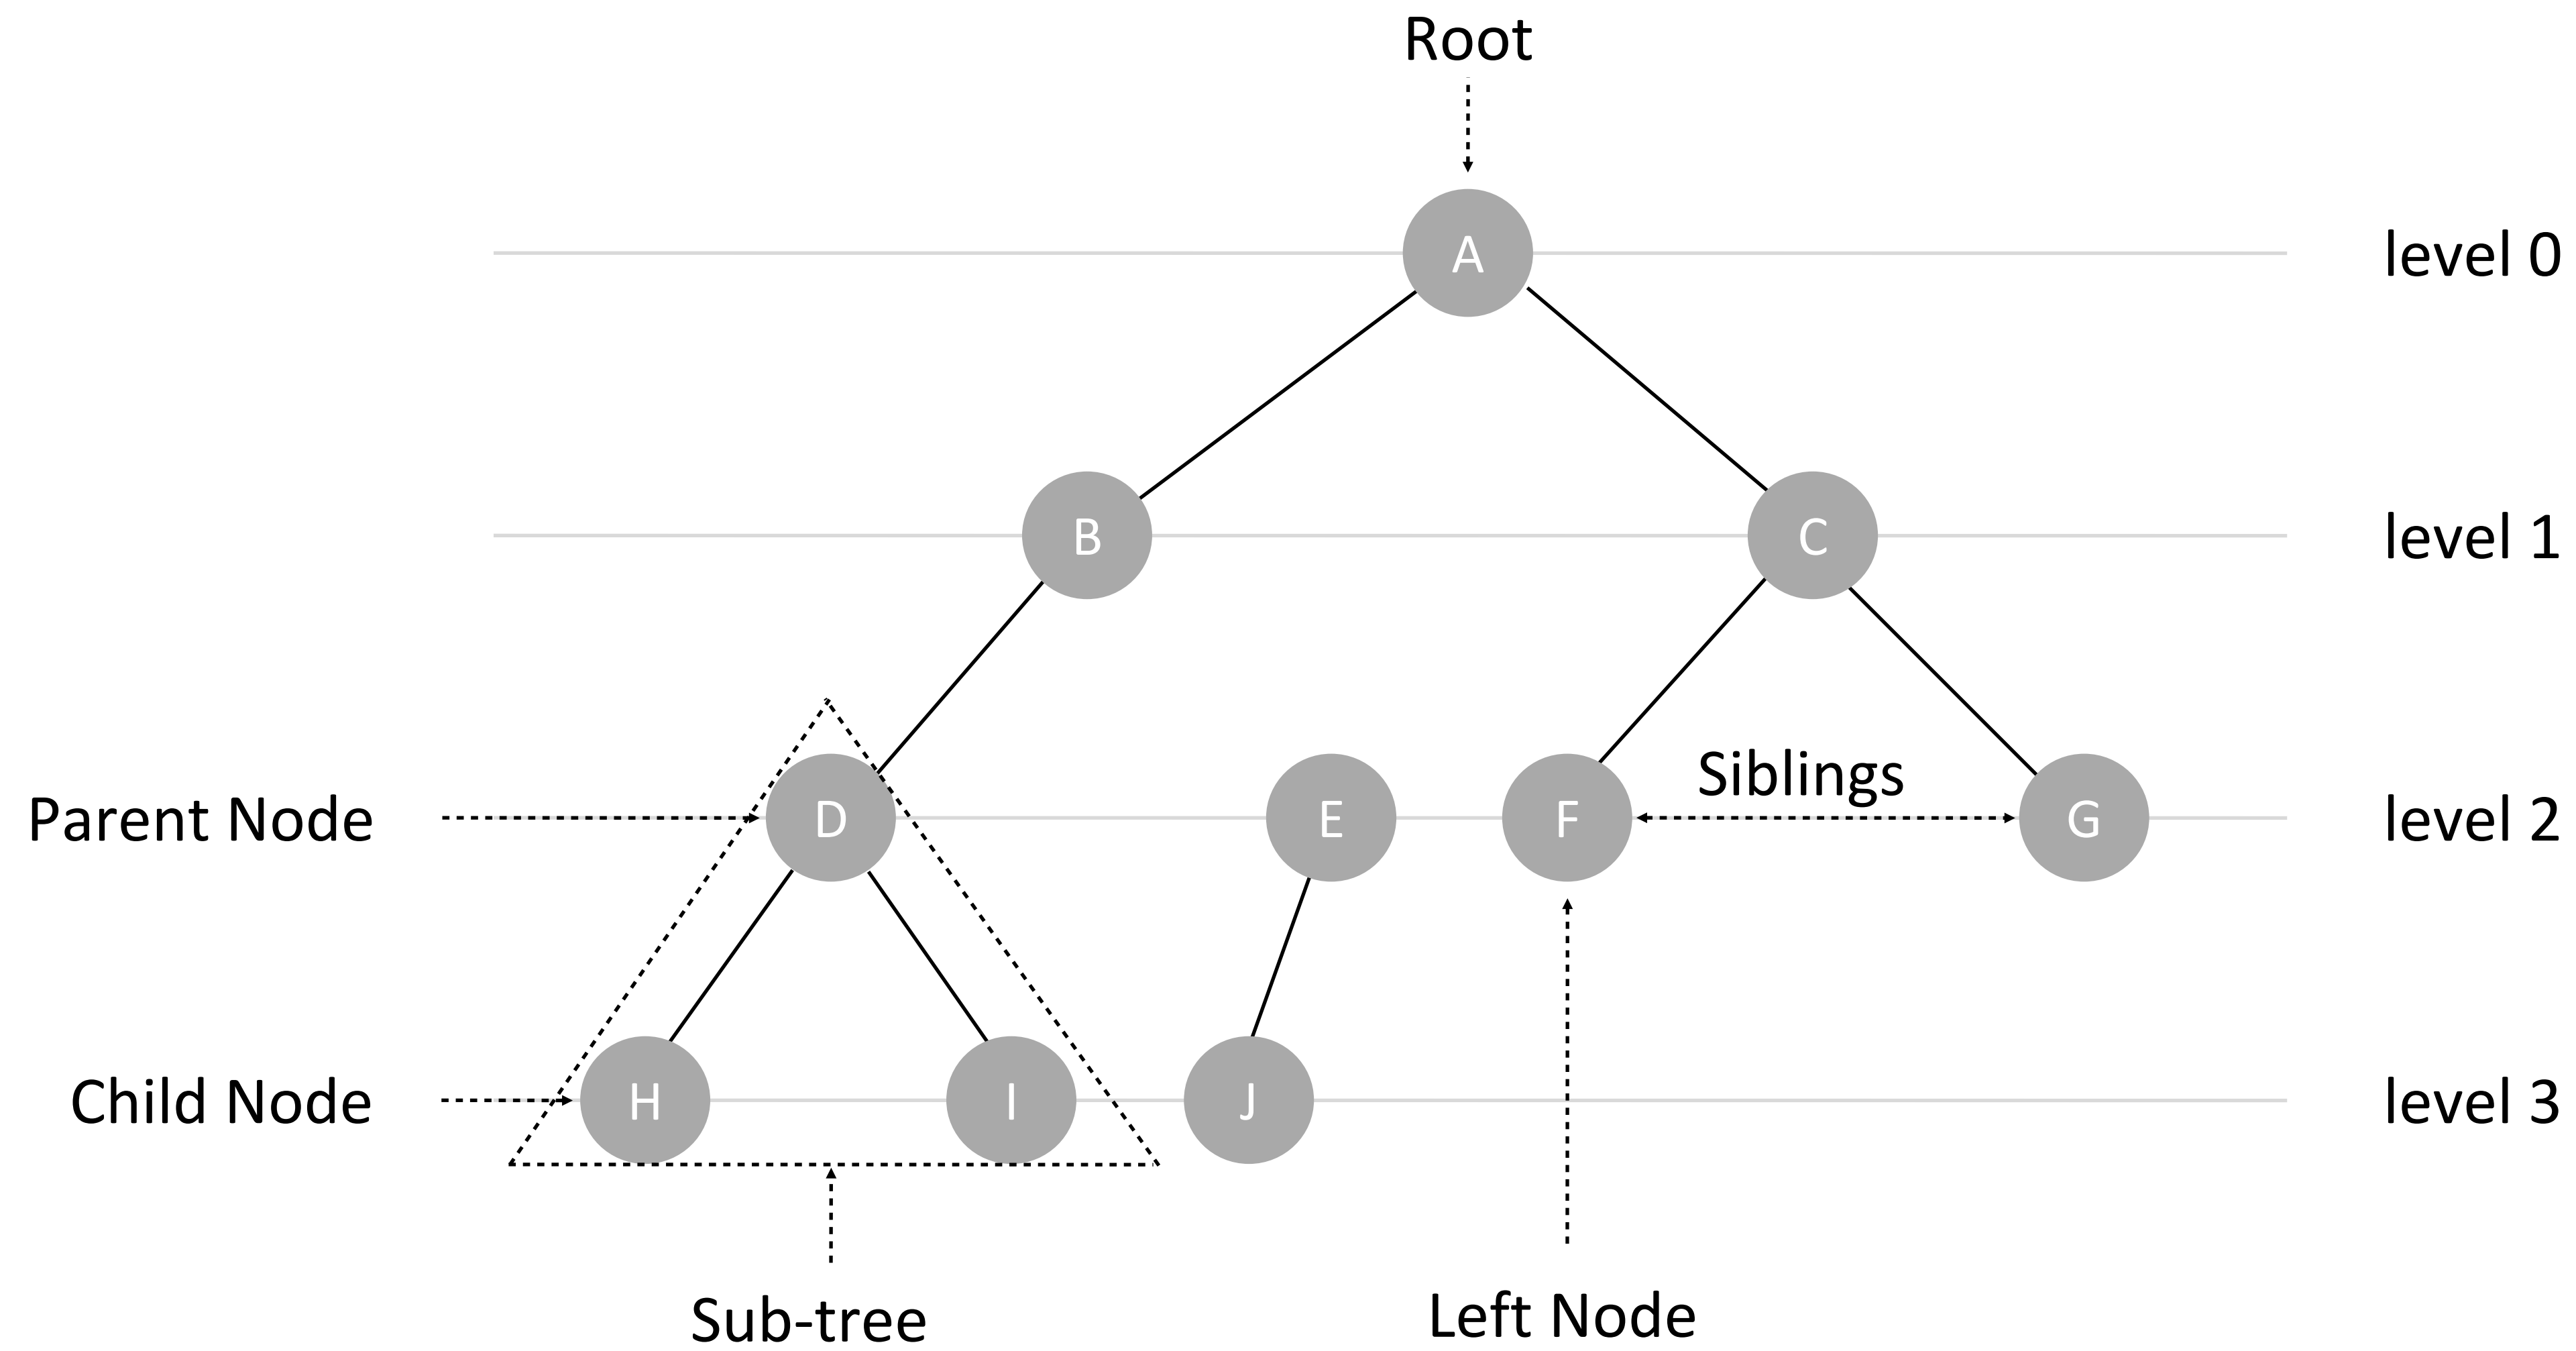 Root
A
level 0
B
C
level 1
Siblings
Parent Node
D
E
F
G
level 2
Child Node
H
I
J
level 3
Sub-tree
Left Node